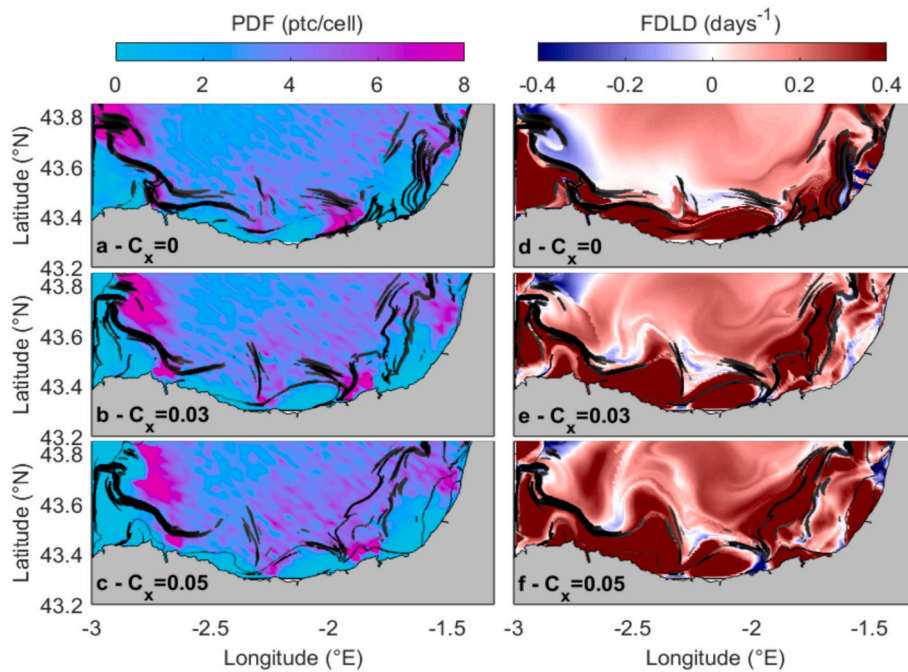 PDF (ptc/cell)
0 2 4 6 8
FDLD (days⁻¹)
-0.4 -0.2 0 0.2 0.4
Latitude (°N)
43.8
43.6
43.4
43.2
a - Cₓ=0
d - Cₓ=0
Latitude (°N)
43.8
43.6
43.4
43.2
b - Cₓ=0.03
e - Cₓ=0.03
Latitude (°N)
43.8
43.6
43.4
43.2
c - Cₓ=0.05
f - Cₓ=0.05
-3 -2.5 -2 -1.5
Longitude (°E)
-3 -2.5 -2 -1.5
Longitude (°E)